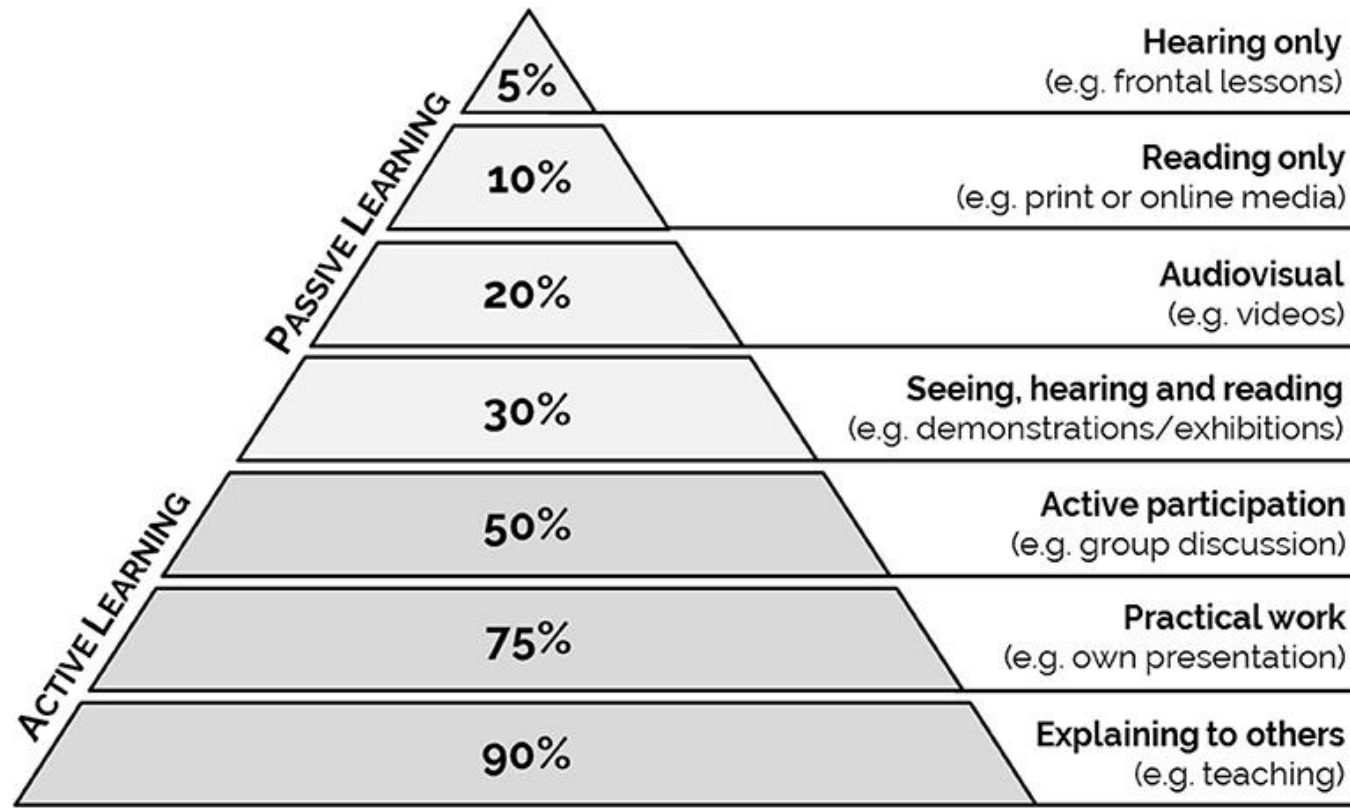 5%
Hearing only
(e.g. frontal lessons)
10%
Reading only
(e.g. print or online media)
20%
Audiovisual
(e.g. videos)
30%
Seeing, hearing and reading
(e.g. demonstrations/exhibitions)
PASSIVE LEARNING
50%
Active participation
(e.g. group discussion)
75%
Practical work
(e.g. own presentation)
90%
Explaining to others
(e.g. teaching)
ACTIVE LEARNING